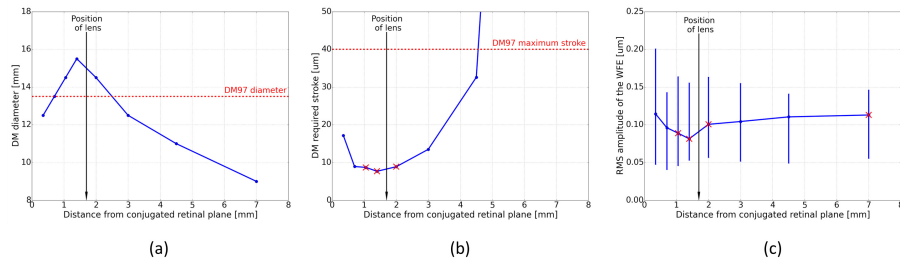 Position
of lens
DM diameter [mm]
18
16
14
12
10
8
DM97 diameter
0 1 2 3 4 5 6 7 8
Distance from conjugated retinal plane [mm]
(a)
Position
of lens
DM required stroke [um]
50
40
30
20
10
0
DM97 maximum stroke
0 1 2 3 4 5 6 7 8
Distance from conjugated retinal plane [mm]
(b)
Position
of lens
RMS amplitude of the WFE [um]
0.25
0.20
0.15
0.10
0.05
0.00
0 1 2 3 4 5 6 7 8
Distance from conjugated retinal plane [mm]
(c)